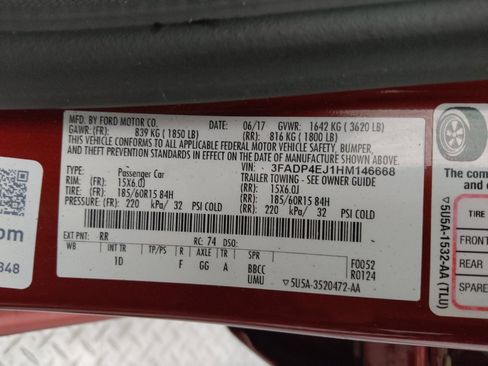 MFD. BY FORD MOTOR CO. DATE: 06/17 GVWR: 1642 KG ( 3620 LB)
GAWR: (FR): 839 KG ( 1850 LB) (RR): 816 KG ( 1800 LB)
THIS VEHICLE CONFORMS TO ALL APPLICABLE FEDERAL MOTOR VEHICLE SAFETY, BUMPER,
AND THEFT PREVENTION STANDARDS IN EFFECT ON THE DATE OF MANUFACTURE SHOWN ABOVE.
VIN: 3FADP4EJ1HM146668
TYPE: Passenger Car TRAILER TOWING - SEE OWNER GUIDE
RIM: (FR): 15X6.0J (RR): 15X6.0J
TIRE: (FR): 185/60R15 84H (RR): 185/60R15 84H
PRESSURE: (FR): 220 kPa/ 32 PSI COLD (RR): 220 kPa/ 32 PSI COLD
EXT PNT: RR RC: 74 DSO:
WB INT TR TP/PS R AXLE TR SPR F0052
1D F GG A BBCC R0124
UMU ▽5U5A-3520472-AA
om
848
The com
▽5U5A-1532-AA (TLU)
TIRE
FRONT
REAR
SPARE